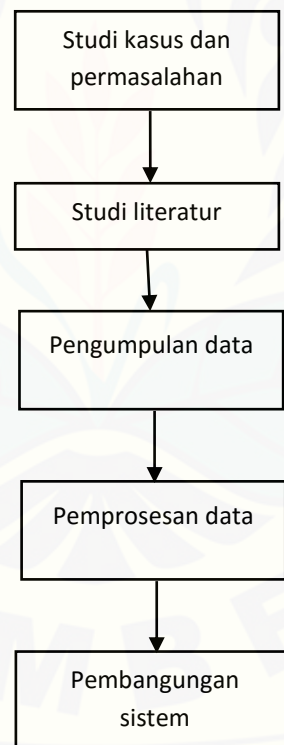 Studi kasus dan
permasalahan
Studi literatur
Pengumpulan data
Pemprosesan data
Pembangungan
sistem